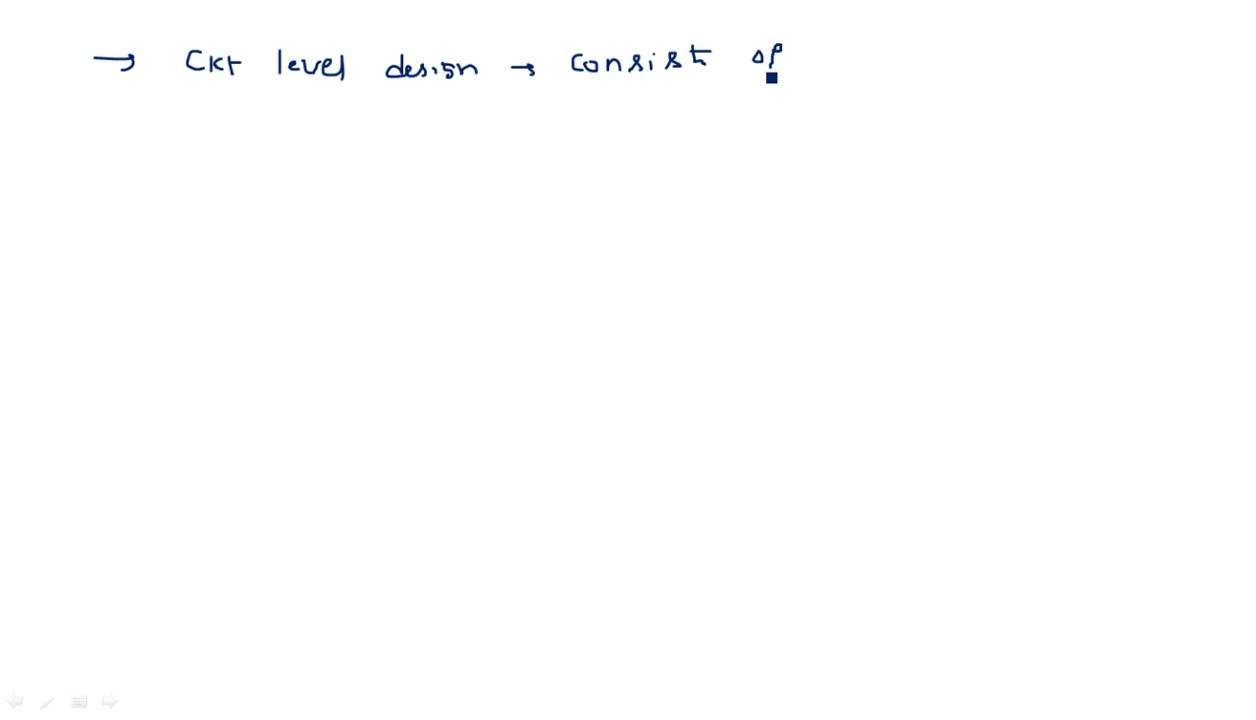 → Ckt level design → consist of